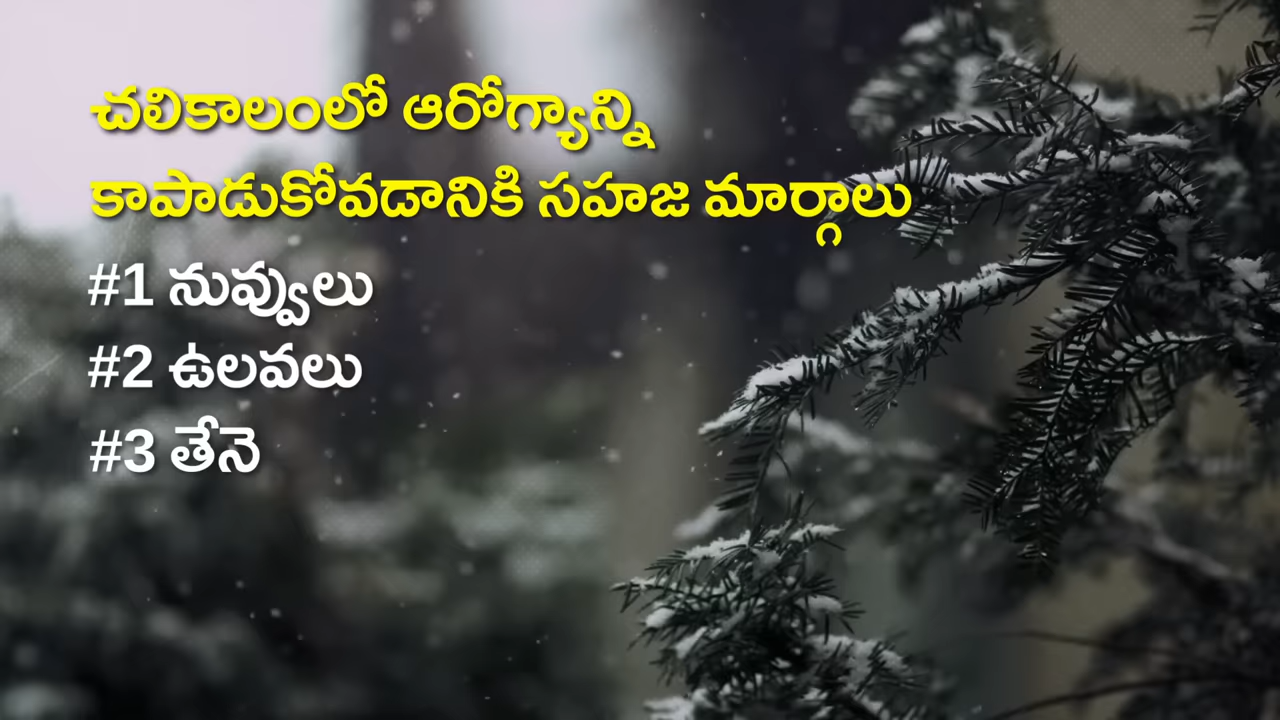 చలికాలంలో ఆరోగ్యాన్ని
కాపాడుకోవడానికి సహజ మార్గాలు
#1 నువ్వులు
#2 ఉలవలు
#3 తేనె